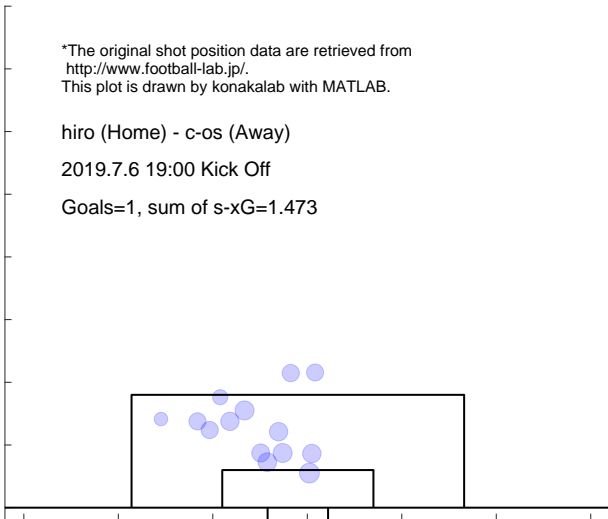 *The original shot position data are retrieved from
http://www.football-lab.jp/.
This plot is drawn by konakalab with MATLAB.
hiro (Home) - c-os (Away)
2019.7.6 19:00 Kick Off
Goals=1, sum of s-xG=1.473